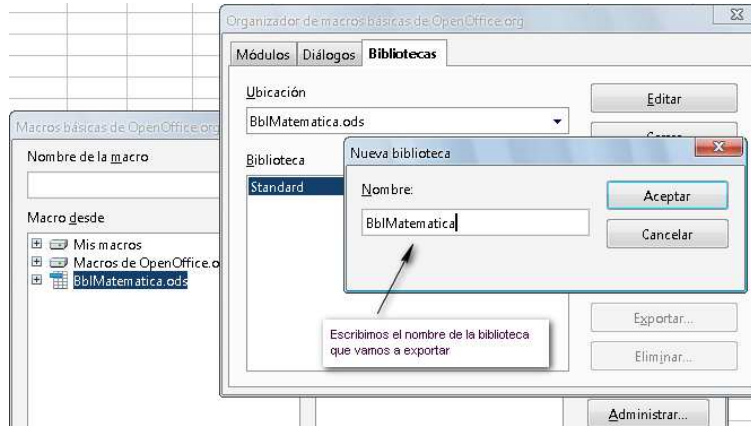 Organizador de macros básicas de OpenOffice.org
Módulos Diálogos Bibliotecas
Ubicación
BblMatematica.ods
Editar
Biblioteca
Standard
Exportar...
Eliminar...
Administrar...
Macros básicas de OpenOffice.org
Nombre de la macro
Macro desde
Mis macros
Macros de OpenOffice.o
BblMatematica.ods
Nueva biblioteca
Nombre:
BblMatematica
Aceptar
Cancelar
Escribimos el nombre de la biblioteca
que vamos a exportar